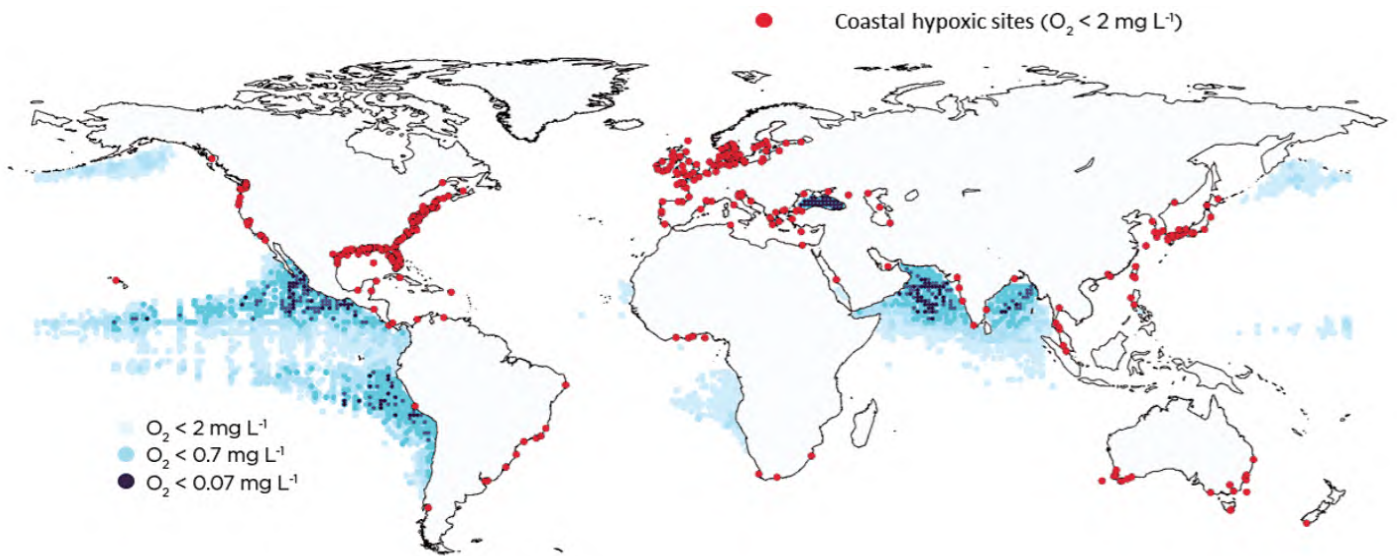 Coastal hypoxic sites (O₂ < 2 mg L⁻¹)
O₂ < 2 mg L⁻¹
O₂ < 0.7 mg L⁻¹
O₂ < 0.07 mg L⁻¹